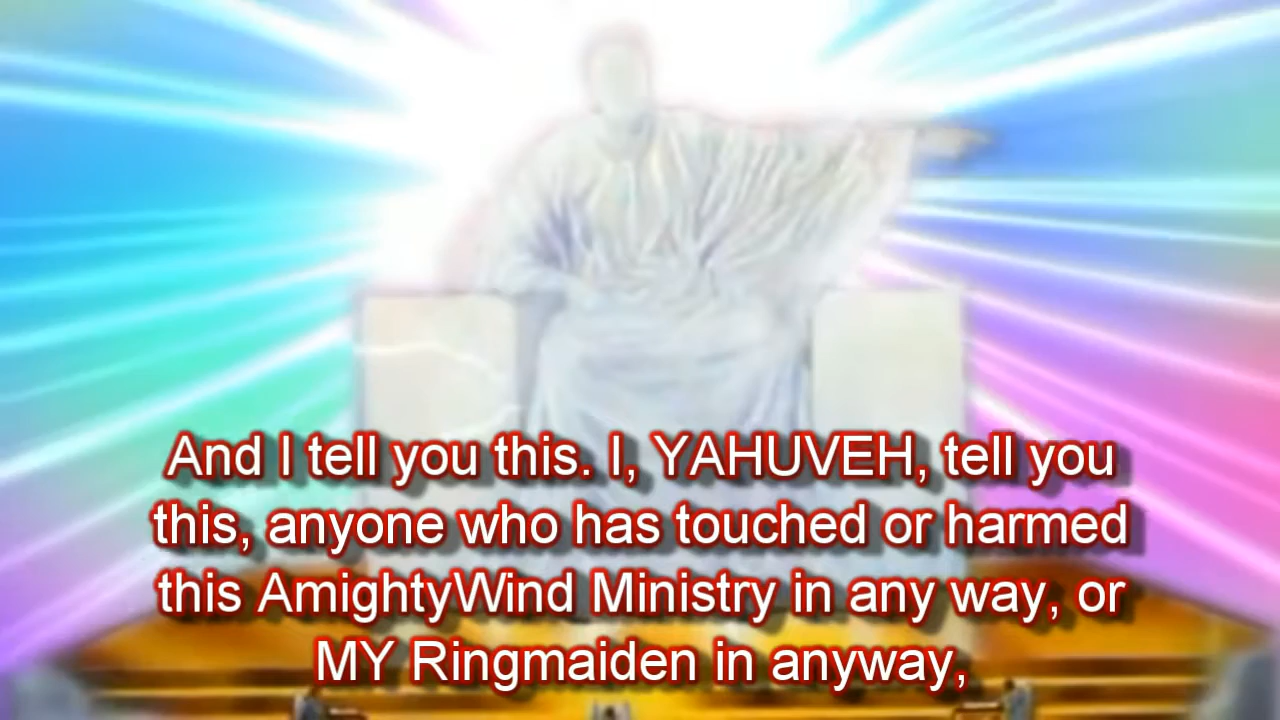 And I tell you this. I, YAHUVEH, tell you
this, anyone who has touched or harmed
this AmightyWind Ministry in any way, or
MY Ringmaiden in anyway,